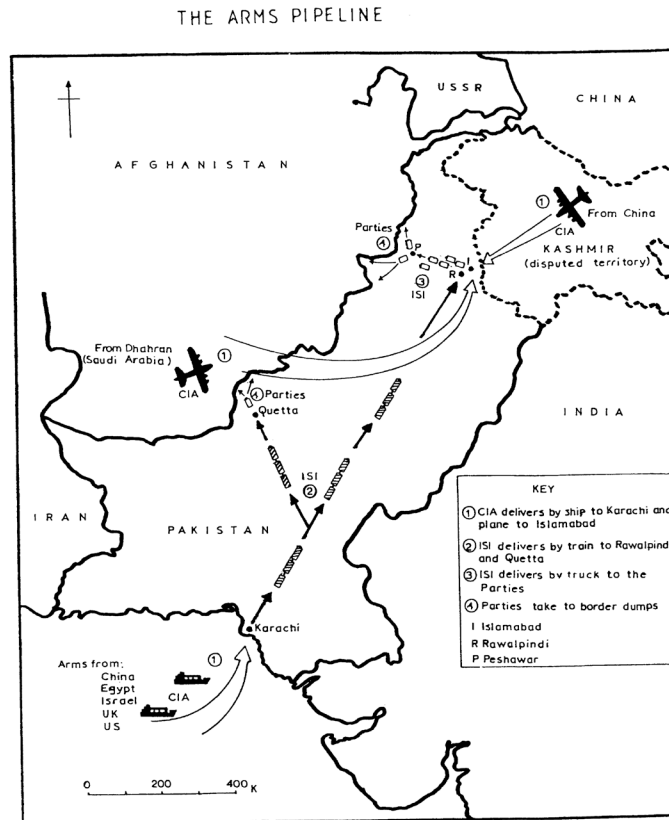 THE ARMS PIPELINE
USSR
CHINA
AFGHANISTAN
①
From China
CIA
Parties
④
P
KASHMIR
(disputed territory)
I
R
③
ISI
From Dhahran
(Saudi Arabia)
①
CIA
④ Parties
Quetta
INDIA
ISI
②
IRAN
PAKISTAN
KEY
① CIA delivers by ship to Karachi and
plane to Islamabad
② ISI delivers by train to Rawalpind
and Quetta
③ ISI delivers by truck to the
Parties
④ Parties take to border dumps
I Islamabad
R Rawalpindi
P Peshawar
Karachi
Arms from:
China
Egypt
Israel
UK
US
①
CIA
0 200 400 K